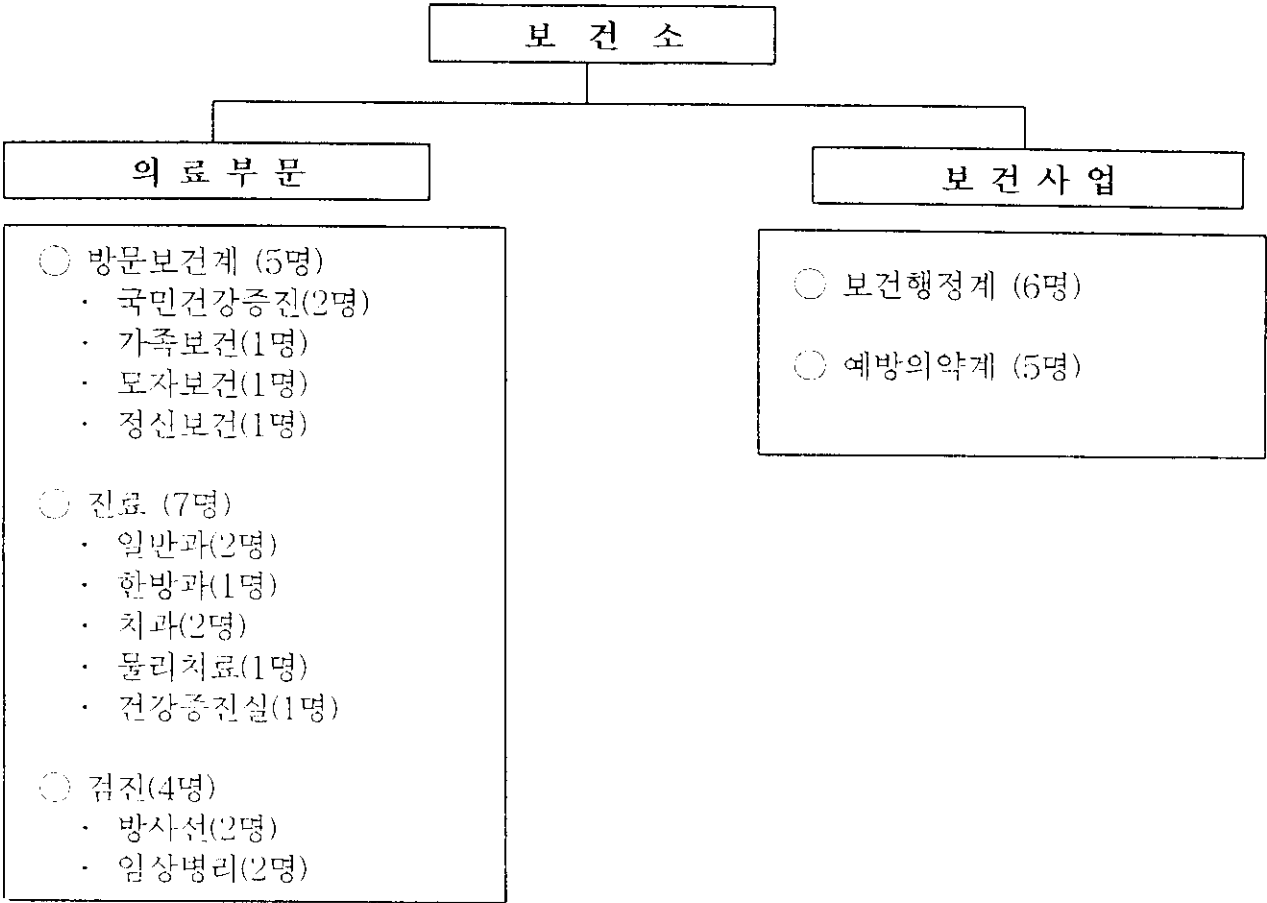 보 건 소
의 료 부 문
○ 방문보건계 (5명)
· 국민건강증진(2명)
· 가족보건(1명)
· 모자보건(1명)
· 정신보건(1명)
○ 진료 (7명)
· 일반과(2명)
· 한방과(1명)
· 치과(2명)
· 물리치료(1명)
· 건강증진실(1명)
○ 검진(4명)
· 방사선(2명)
· 임상병리(2명)
보 건 사 업
○ 보건행정계 (6명)
○ 예방의약계 (5명)